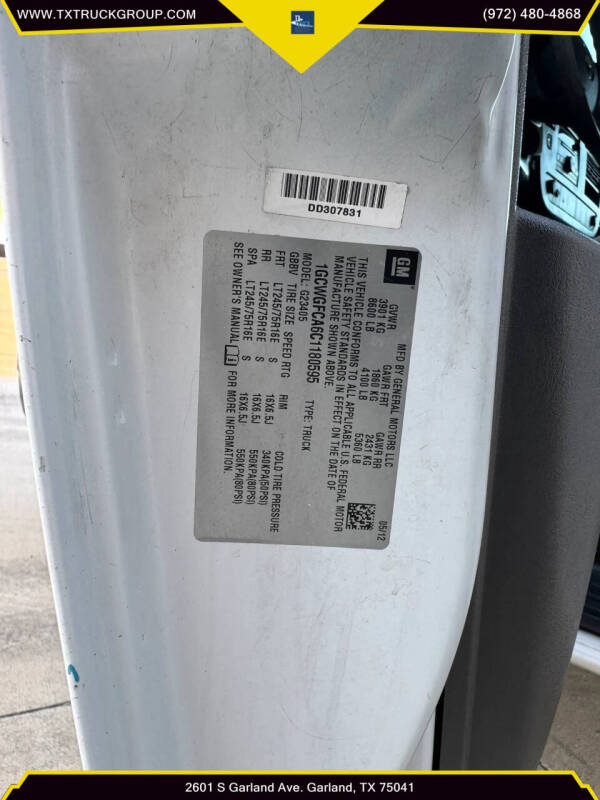 WWW.TXTRUCKGROUP.COM
(972) 480-4868
DD307831
GM
MFD BY GENERAL MOTORS LLC
05/12
GVWR GAWR FRT GAWR RR
3901 KG 1860 KG 2431 KG
8600 LB 4100 LB 5360 LB
THIS VEHICLE CONFORMS TO ALL APPLICABLE U.S. FEDERAL MOTOR
VEHICLE SAFETY STANDARDS IN EFFECT ON THE DATE OF
MANUFACTURE SHOWN ABOVE.
1GCWGFCA6C1180595 TYPE: TRUCK
MODEL: G23405
GBBV TIRE SIZE SPEED RTG RIM COLD TIRE PRESSURE
FRT LT245/75R16E S 16X6.5J 340KPA(50PSI)
RR LT245/75R16E S 16X6.5J 550KPA(80PSI)
SPA LT245/75R16E S 16X6.5J 550KPA(80PSI)
SEE OWNER'S MANUAL FOR MORE INFORMATION.
2601 S Garland Ave. Garland, TX 75041